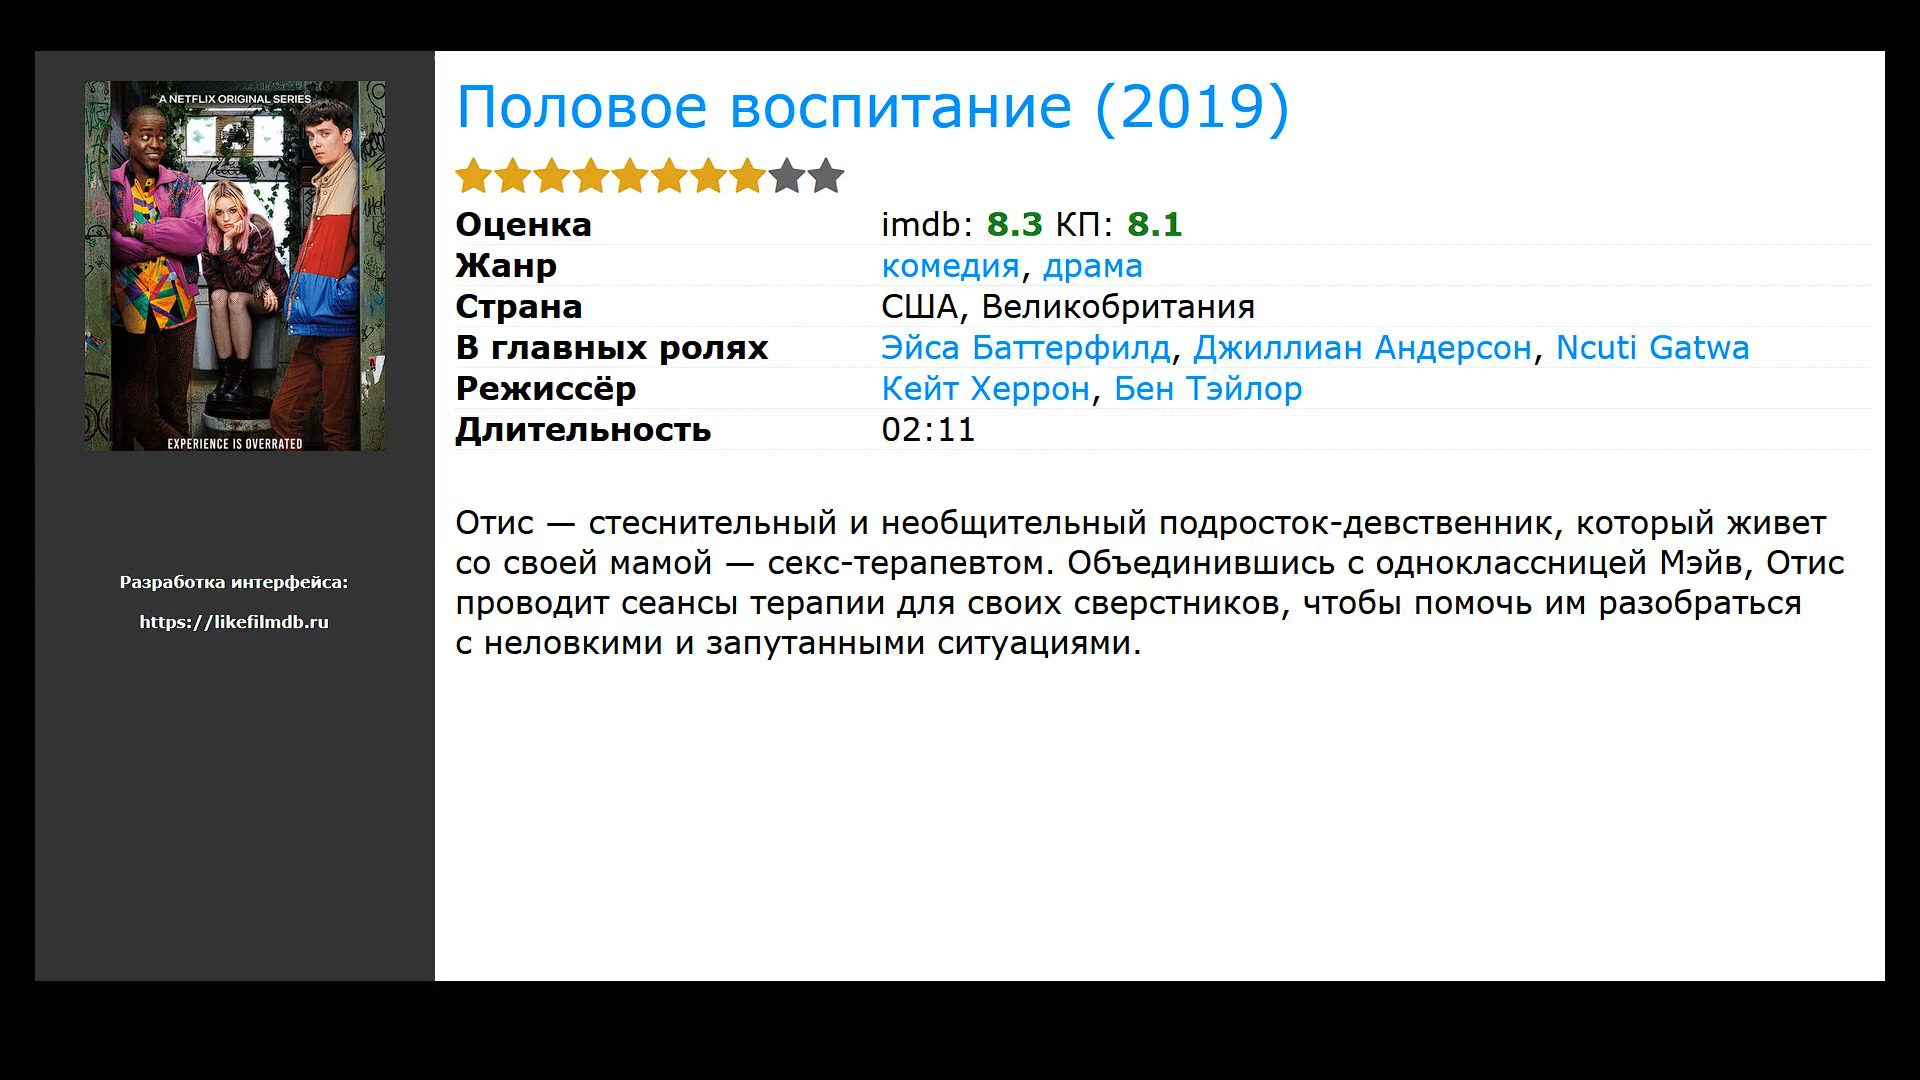 A NETFLIX ORIGINAL SERIES
EXPERIENCE IS OVERRATED
Разработка интерфейса:
https://likefilmdb.ru
Половое воспитание (2019)
Оценка imdb: 8.3 КП: 8.1
Жанр комедия, драма
Страна США, Великобритания
В главных ролях Эйса Баттерфилд, Джиллиан Андерсон, Ncuti Gatwa
Режиссёр Кейт Херрон, Бен Тэйлор
Длительность 02:11
Отис — стеснительный и необщительный подросток-девственник, который живет
со своей мамой — секс-терапевтом. Объединившись с одноклассницей Мэйв, Отис
проводит сеансы терапии для своих сверстников, чтобы помочь им разобраться
с неловкими и запутанными ситуациями.